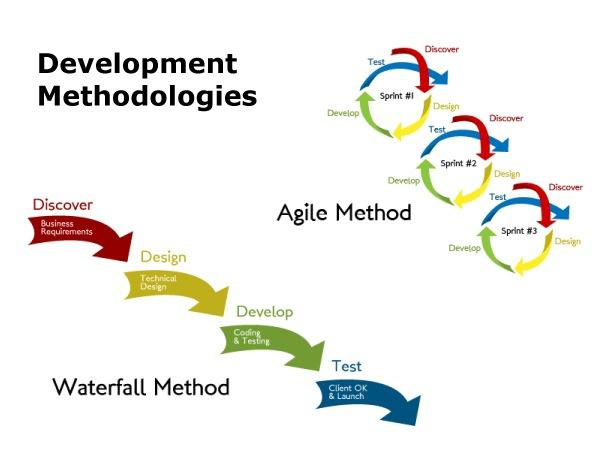 Development
Methodologies
Discover
Test
Sprint #1
Develop
Design
Discover
Test
Sprint #2
Develop
Design
Discover
Test
Sprint #3
Develop
Design
Agile Method
Discover
Business
Requirements
Design
Technical
Design
Develop
Coding
& Testing
Test
Client OK
& Launch
Waterfall Method